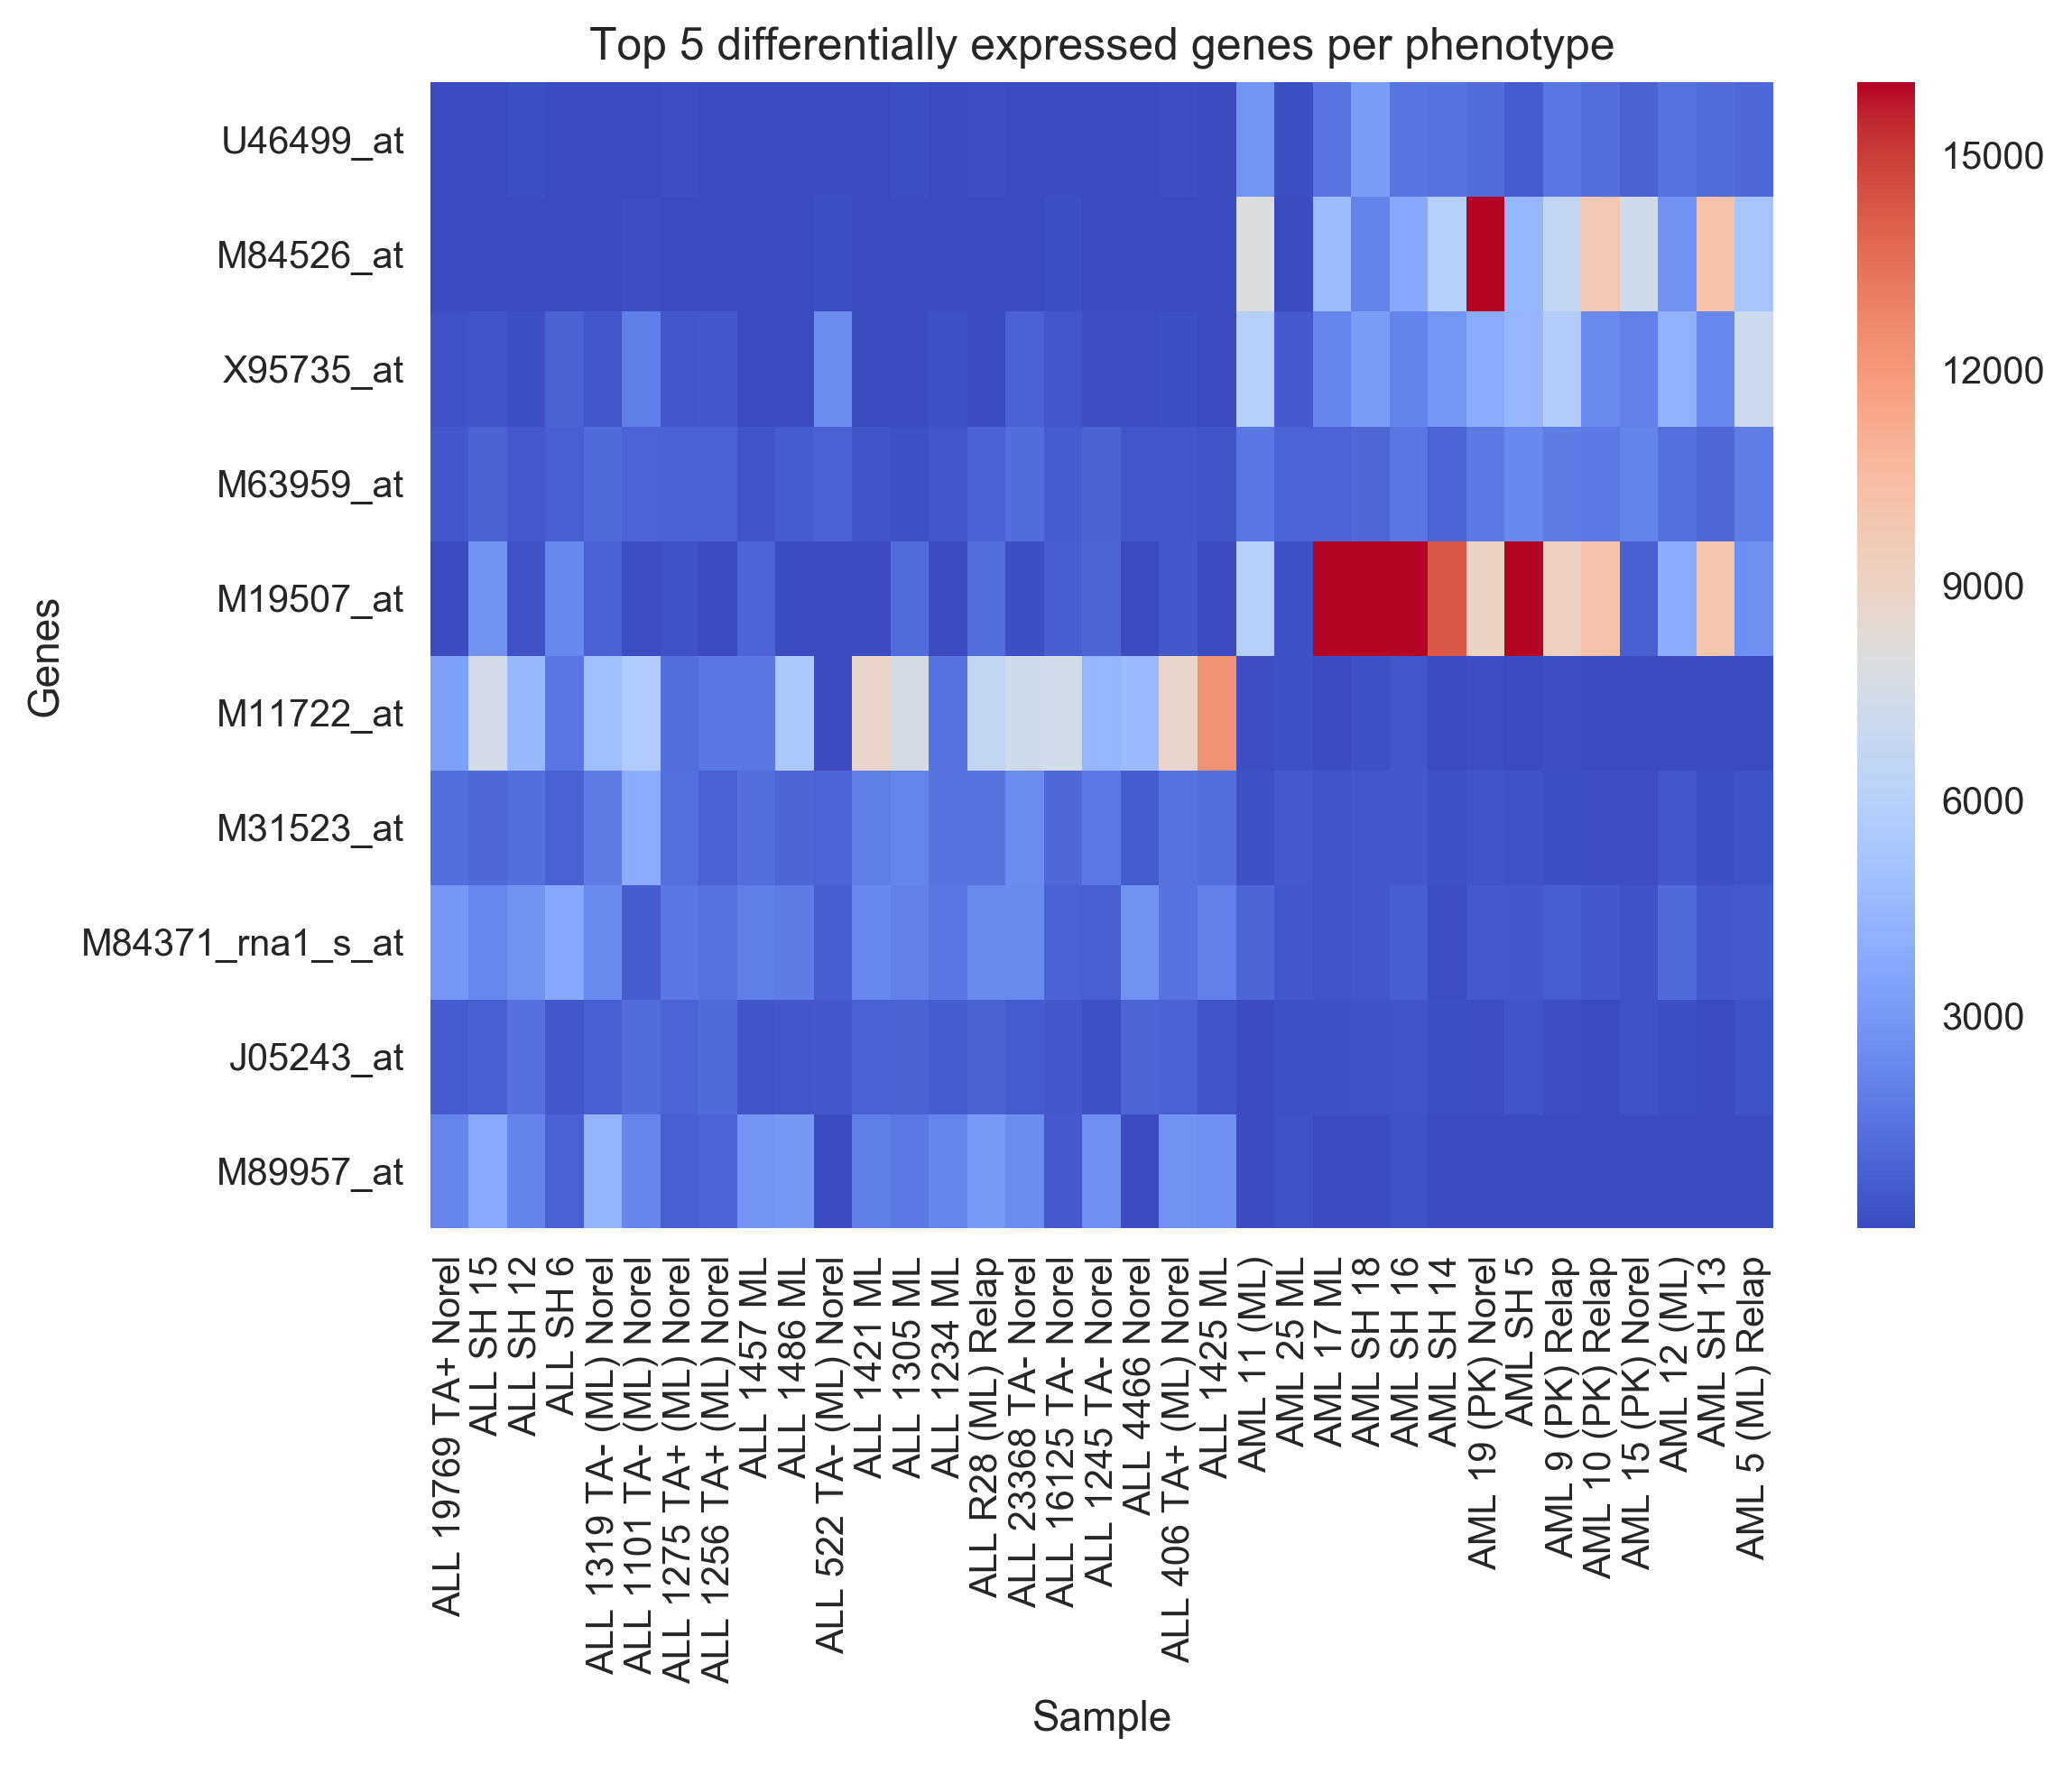 Top 5 differentially expressed genes per phenotype
Genes
U46499_at
M84526_at
X95735_at
M63959_at
M19507_at
M11722_at
M31523_at
M84371_rna1_s_at
J05243_at
M89957_at
15000
12000
9000
6000
3000
ALL 19769 TA+ Norel
ALL SH 15
ALL SH 12
ALL SH 6
ALL 1319 TA- (ML) Norel
ALL 1101 TA- (ML) Norel
ALL 1275 TA+ (ML) Norel
ALL 1256 TA+ (ML) Norel
ALL 1457 ML
ALL 1486 ML
ALL 522 TA- (ML) Norel
ALL 1421 ML
ALL 1305 ML
ALL 1234 ML
ALL R28 (ML) Relap
ALL 23368 TA- Norel
ALL 16125 TA- Norel
ALL 1245 TA- Norel
ALL 4466 Norel
ALL 406 TA+ (ML) Norel
ALL 1425 ML
AML 11 (ML)
AML 25 ML
AML 17 ML
AML SH 18
AML SH 16
AML SH 14
AML 19 (PK) Norel
AML SH 5
AML 9 (PK) Relap
AML 10 (PK) Relap
AML 15 (PK) Norel
AML 12 (ML)
AML SH 13
AML 5 (ML) Relap
Sample